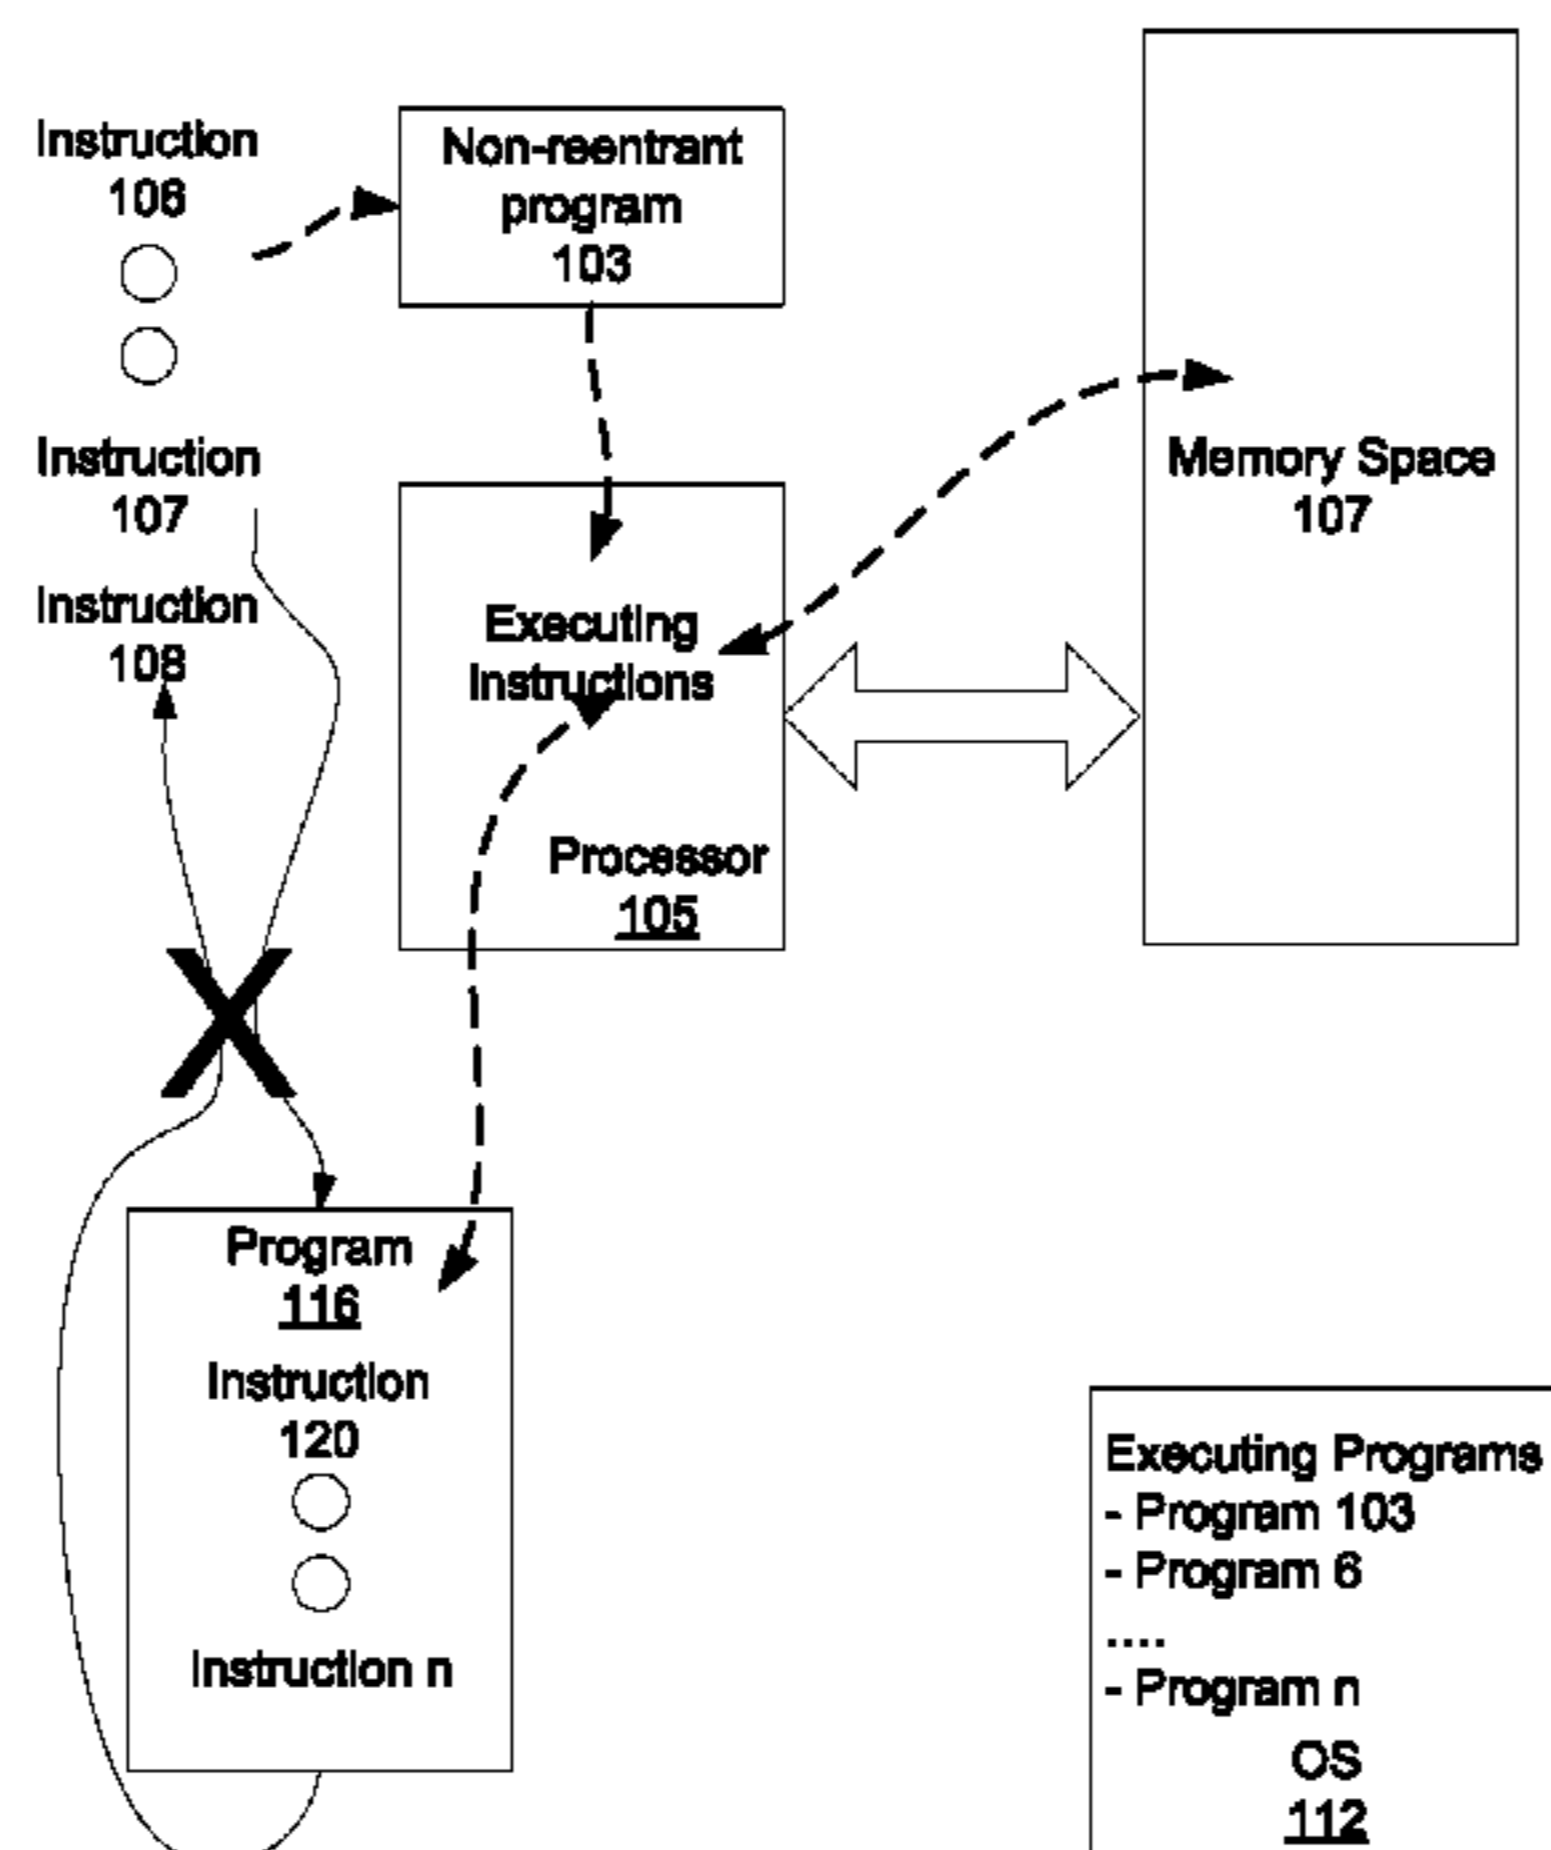 Instruction
106
Non-reentrant
program
103
Instruction
107
Instruction
108
Executing
Instructions
Processor
105
Memory Space
107
Program
116
Instruction
120
Instruction n
Executing Programs
- Program 103
- Program 6
....
- Program n
OS
112
X